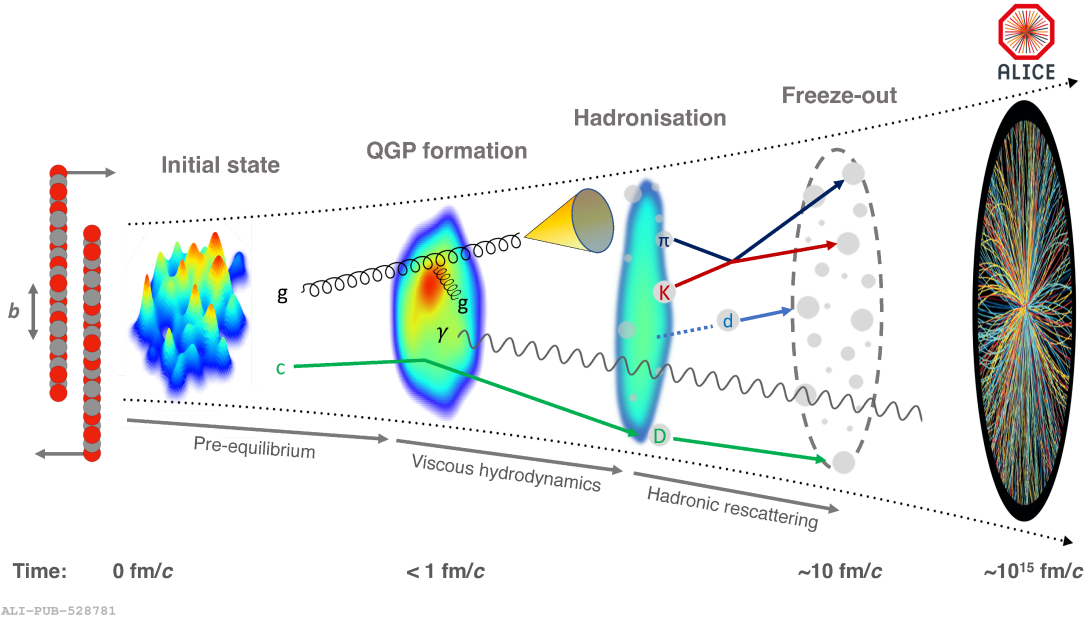 ALICE
Freeze-out
Hadronisation
QGP formation
Initial state
π
g
K
g
b
d
γ
c
D
Pre-equilibrium
Viscous hydrodynamics
Hadronic rescattering
Time: 0 fm/c < 1 fm/c ~10 fm/c ~10¹⁵ fm/c
ALI-PUB-528781